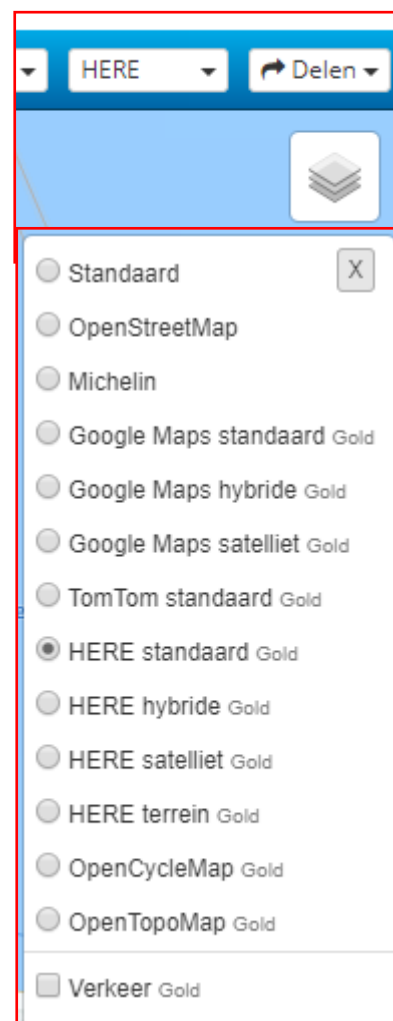 HERE
Delen
X
Standaard
OpenStreetMap
Michelin
Google Maps standaard Gold
Google Maps hybride Gold
Google Maps satelliet Gold
TomTom standaard Gold
HERE standaard Gold
HERE hybride Gold
HERE satelliet Gold
HERE terrein Gold
OpenCycleMap Gold
OpenTopoMap Gold
Verkeer Gold